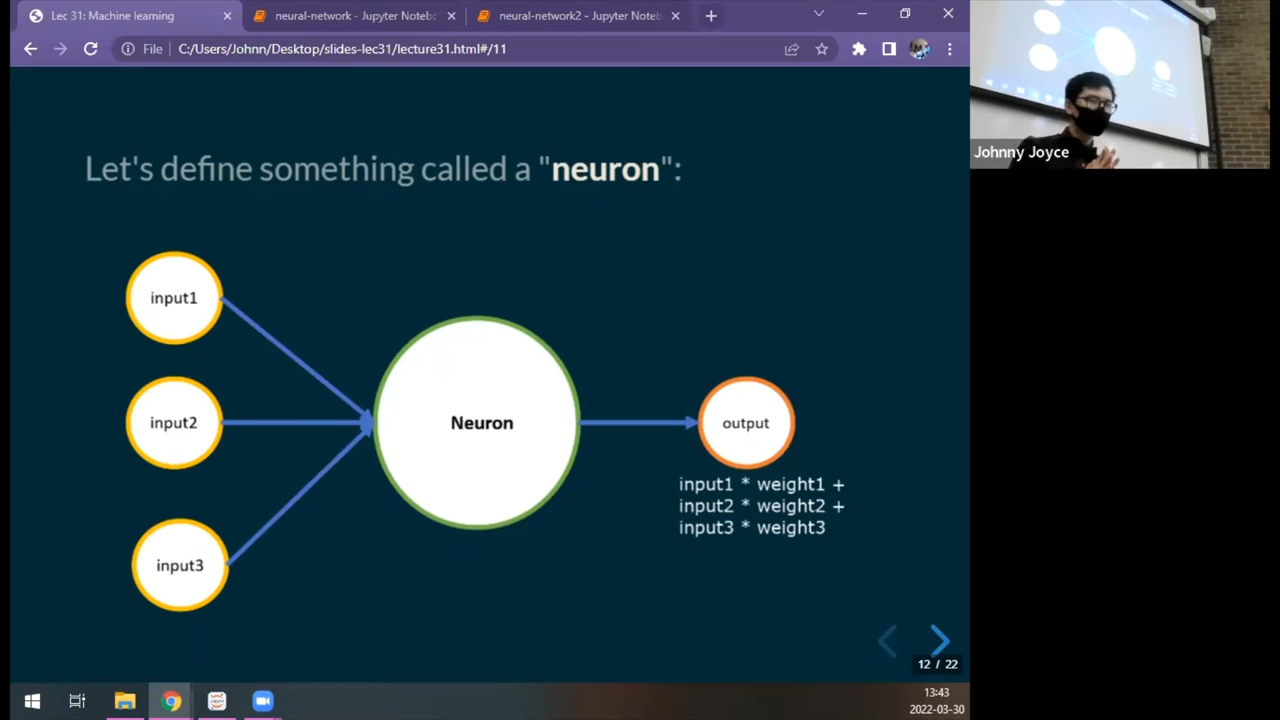 Lec 31: Machine learning
neural-network - Jupyter Notebo
neural-network2 - Jupyter Noteb
File
C:/Users/Johnn/Desktop/slides-lec31/lecture31.html#/11
Johnny Joyce
Let's define something called a "neuron":
input1
input2
input3
Neuron
output
input1 * weight1 +
input2 * weight2 +
input3 * weight3
12 / 22
13:43
2022-03-30